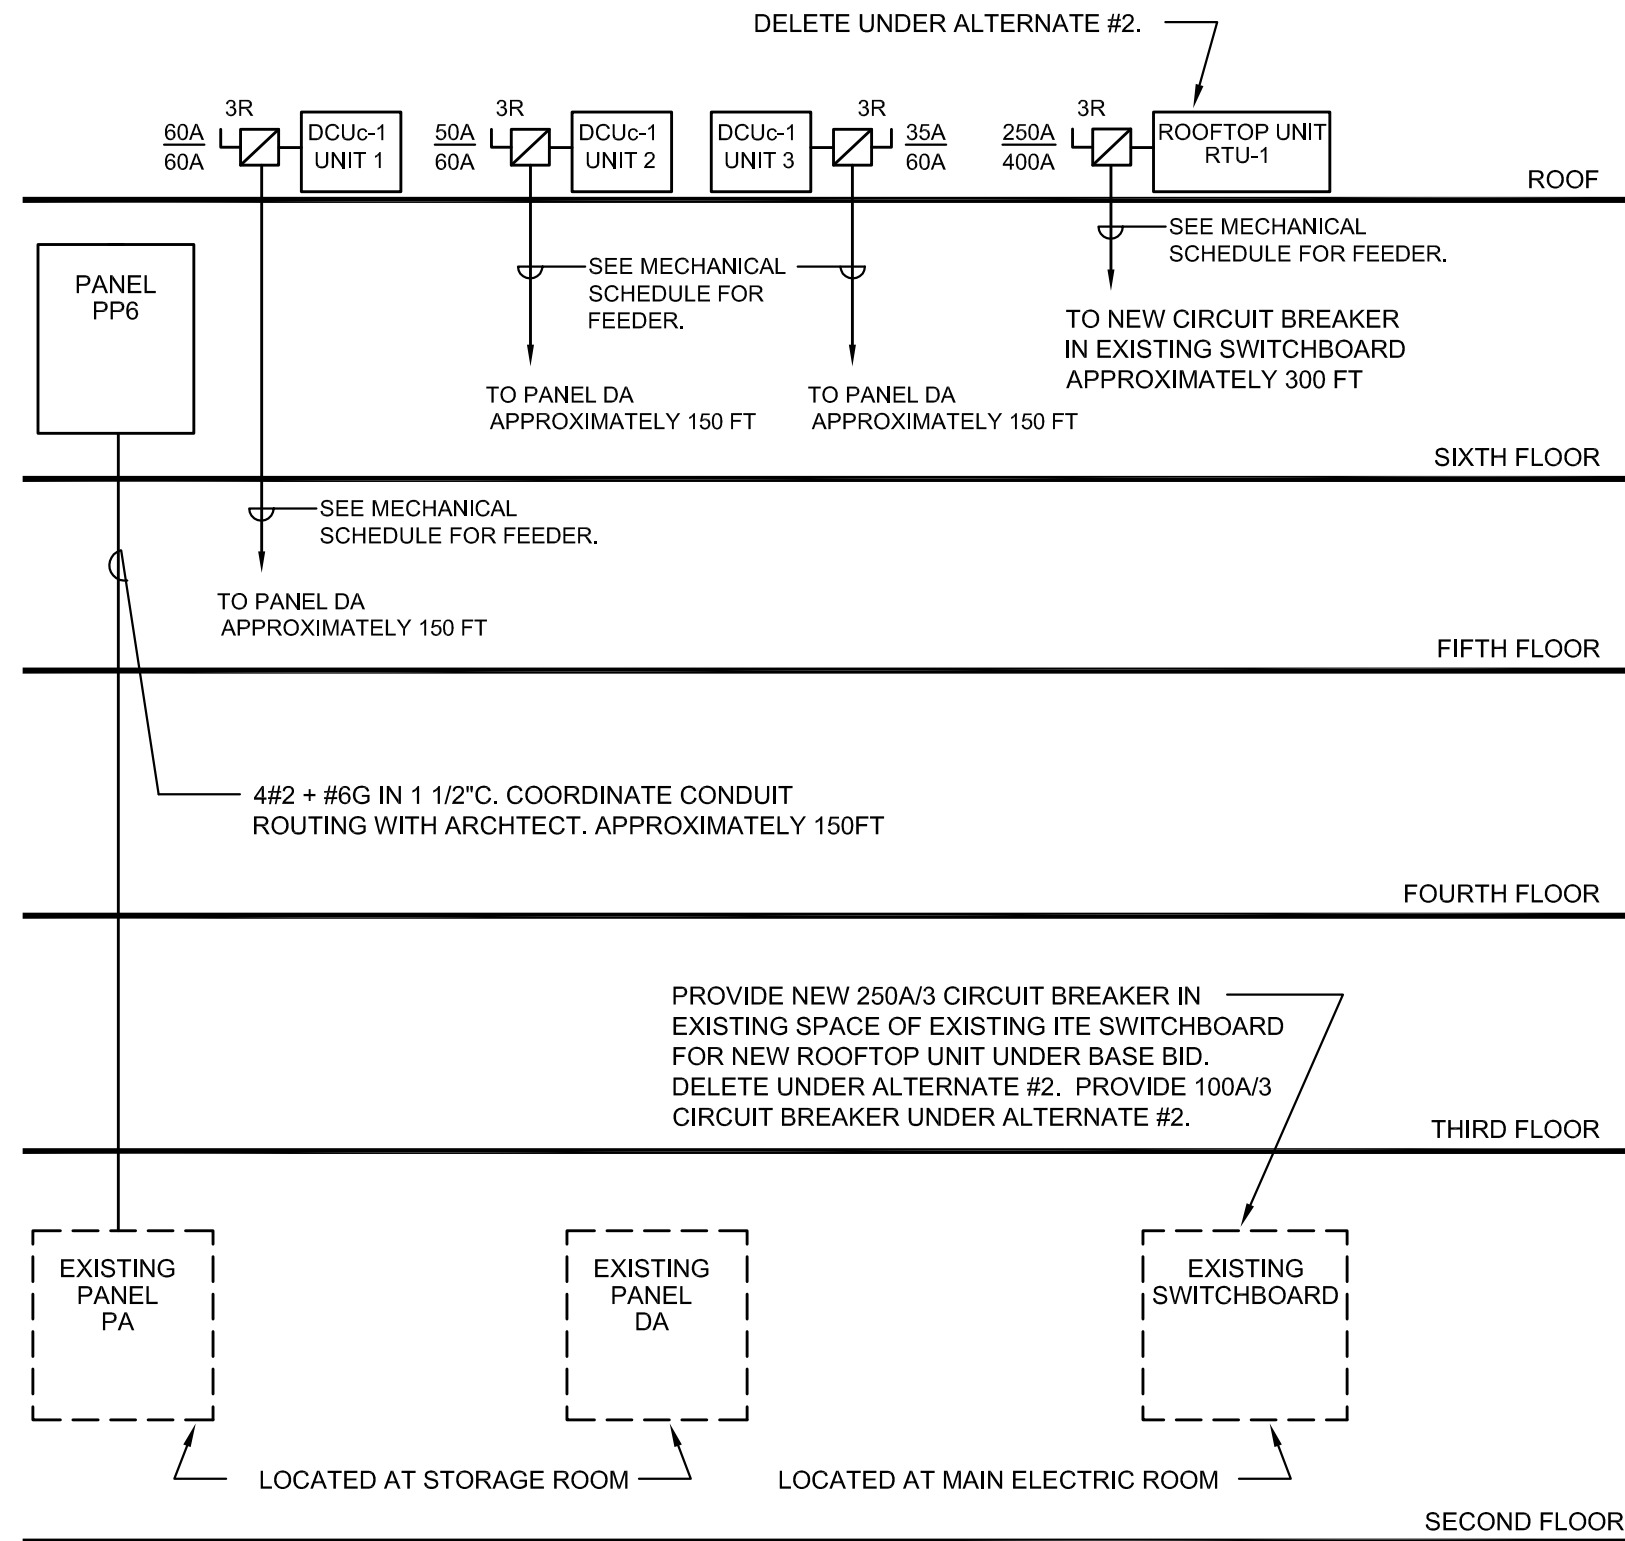 DELETE UNDER ALTERNATE #2.
3R
60A
60A
DCUc-1
UNIT 1
3R
50A
60A
DCUc-1
UNIT 2
DCUc-1
UNIT 3
3R
35A
60A
3R
250A
400A
ROOFTOP UNIT
RTU-1
ROOF
PANEL
PP6
SEE MECHANICAL
SCHEDULE FOR
FEEDER.
SEE MECHANICAL
SCHEDULE FOR FEEDER.
TO PANEL DA
APPROXIMATELY 150 FT
TO PANEL DA
APPROXIMATELY 150 FT
TO NEW CIRCUIT BREAKER
IN EXISTING SWITCHBOARD
APPROXIMATELY 300 FT
SIXTH FLOOR
SEE MECHANICAL
SCHEDULE FOR FEEDER.
TO PANEL DA
APPROXIMATELY 150 FT
FIFTH FLOOR
4#2 + #6G IN 1 1/2"C. COORDINATE CONDUIT
ROUTING WITH ARCHTECT. APPROXIMATELY 150FT
FOURTH FLOOR
PROVIDE NEW 250A/3 CIRCUIT BREAKER IN
EXISTING SPACE OF EXISTING ITE SWITCHBOARD
FOR NEW ROOFTOP UNIT UNDER BASE BID.
DELETE UNDER ALTERNATE #2. PROVIDE 100A/3
CIRCUIT BREAKER UNDER ALTERNATE #2.
THIRD FLOOR
EXISTING
PANEL
PA
EXISTING
PANEL
DA
EXISTING
SWITCHBOARD
LOCATED AT STORAGE ROOM
LOCATED AT MAIN ELECTRIC ROOM
SECOND FLOOR